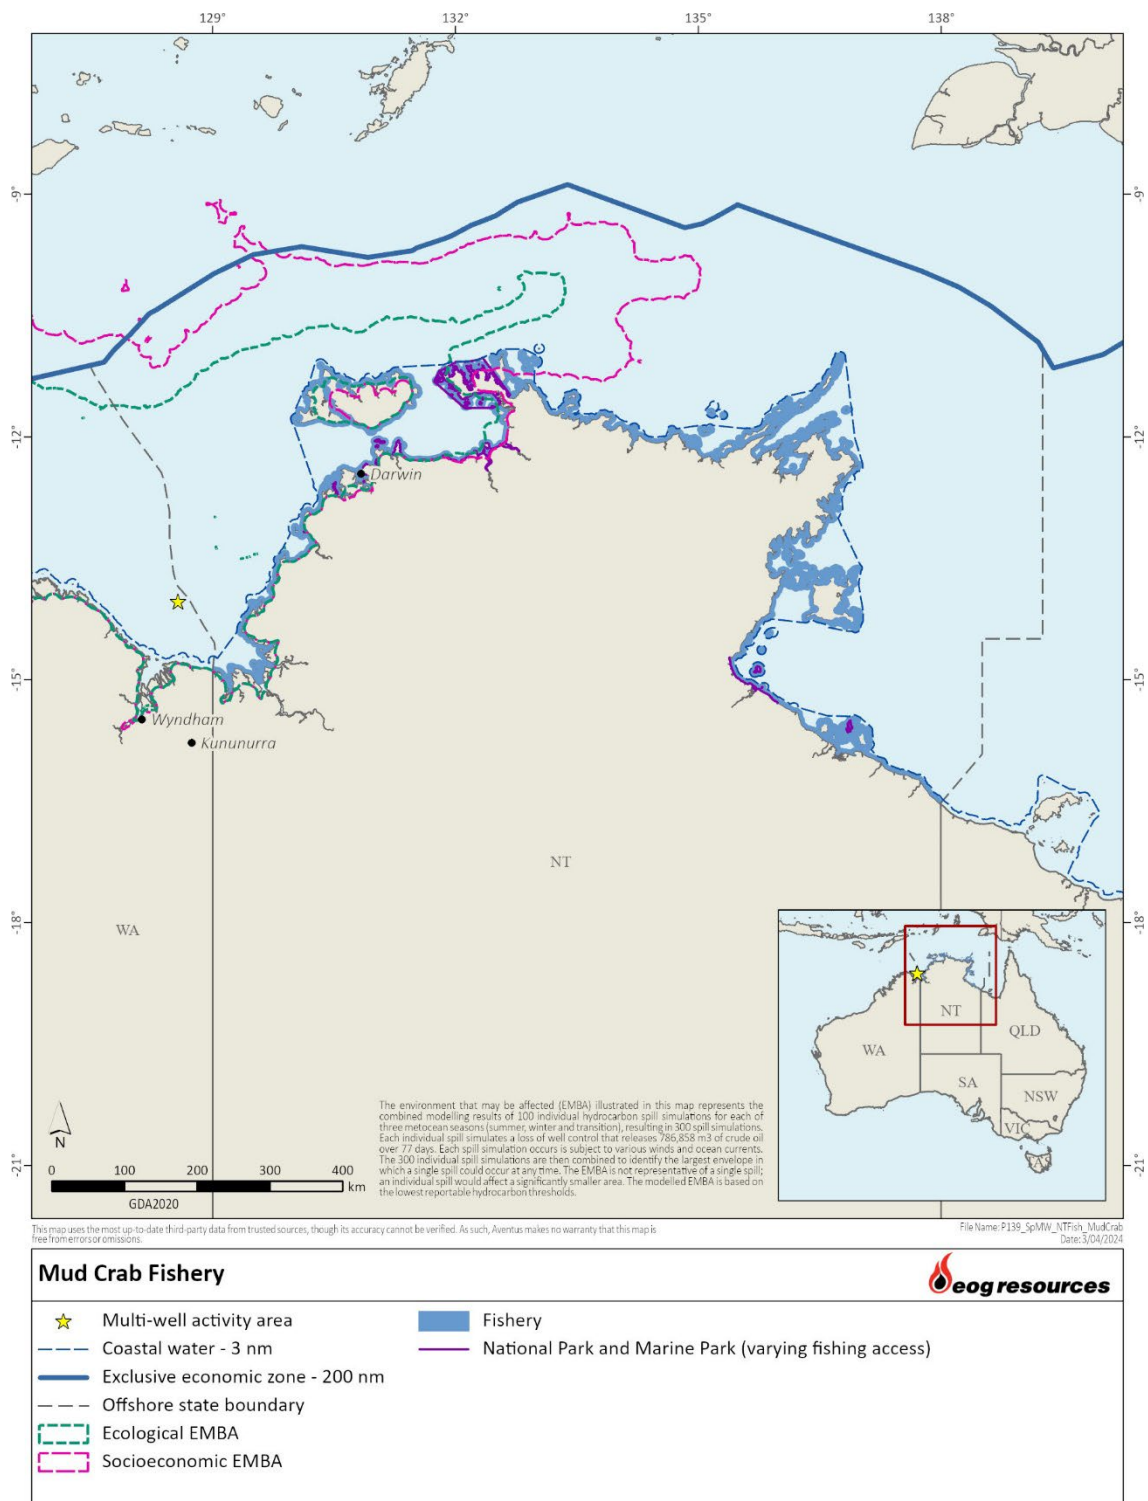 129°
132°
135°
138°
-9°
-9°
-12°
-12°
Darwin
-15°
-15°
Wyndham
Kununurra
NT
WA
-18°
-18°
NT
QLD
WA
SA
NSW
VIC
TAS
The environment that may be affected (EMBA) illustrated in this map represents the
combined modelling results of 100 individual hydrocarbon spill simulations for each of
three metocean seasons (summer, winter and transition), resulting in 300 spill simulations.
Each individual spill simulates a loss of well control that releases 786,858 m3 of crude oil
over 77 days. Each spill simulation occurs is subject to various winds and ocean currents.
The 300 individual spill simulations are then combined to identify the largest envelope in
which a single spill could occur at any time. The EMBA is not representative of a single spill;
an individual spill would affect a significantly smaller area. The modelled EMBA is based on
the lowest reportable hydrocarbon thresholds.
N
-21°
-21°
0 100 200 300 400
km
GDA2020
This map uses the most up-to-date third-party data from trusted sources, though its accuracy cannot be verified. As such, Aventus makes no warranty that this map is
free from errors or omissions.
File Name: P139_SpMW_NTFish_MudCrab
Date: 3/04/2024
Mud Crab Fishery
eog resources
Multi-well activity area
Coastal water - 3 nm
Exclusive economic zone - 200 nm
Offshore state boundary
Ecological EMBA
Socioeconomic EMBA
Fishery
National Park and Marine Park (varying fishing access)